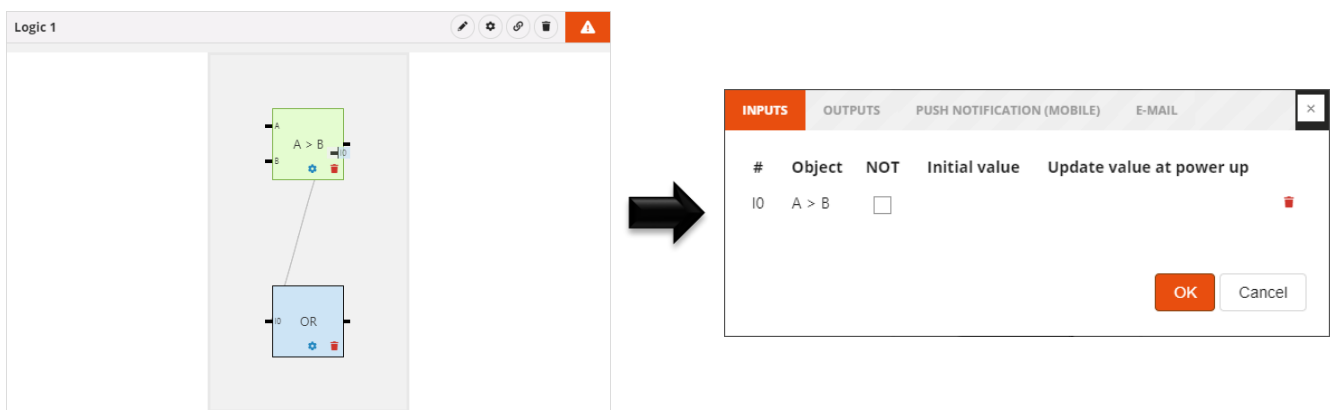 Logic 1
A
A > B
I0
B
I0
OR
INPUTS OUTPUTS PUSH NOTIFICATION (MOBILE) E-MAIL ×
# Object NOT Initial value Update value at power up
I0 A > B
OK Cancel